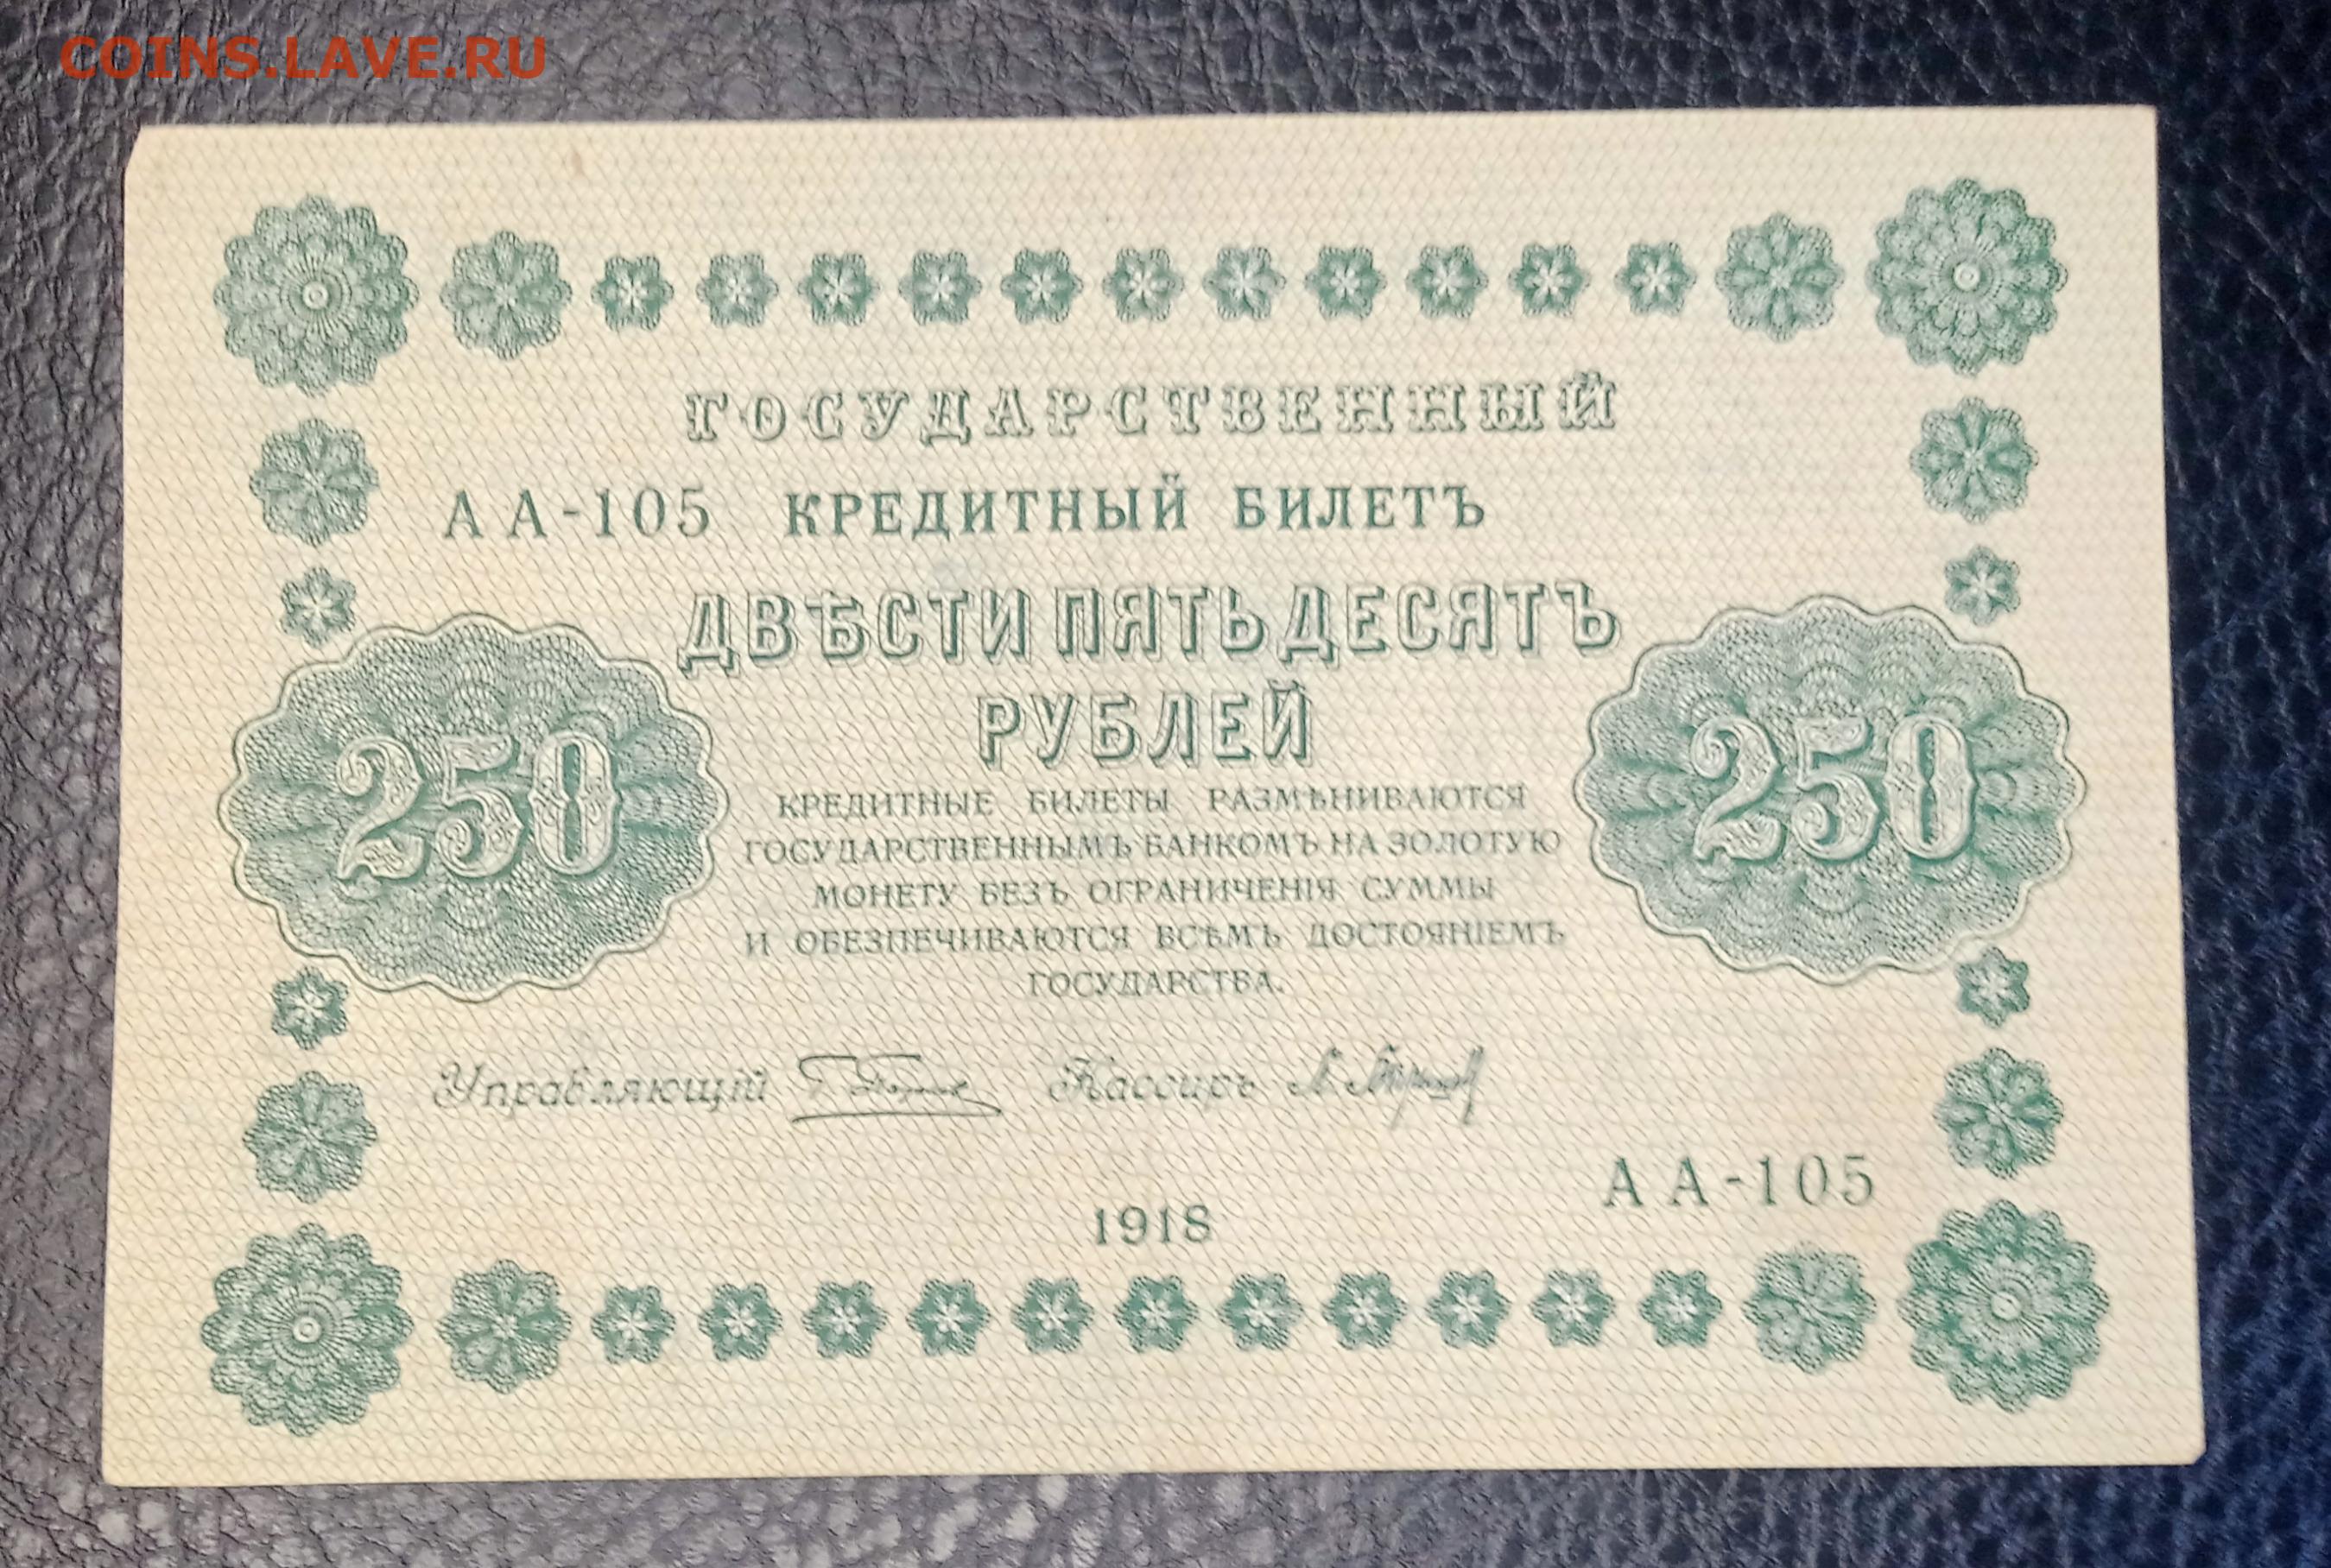 COINS.LAVE.RU
ГОСУДАРСТВЕННЫЙ
АА-105 КРЕДИТНЫЙ БИЛЕТЪ
ДВѢСТИ ПЯТЬДЕСЯТЪ
РУБЛЕЙ
250
250
КРЕДИТНЫЕ БИЛЕТЫ РАЗМѢНИВАЮТСЯ
ГОСУДАРСТВЕННЫМЪ БАНКОМЪ НА ЗОЛОТУЮ
МОНЕТУ БЕЗЪ ОГРАНИЧЕНІЯ СУММЫ
И ОБЕЗПЕЧИВАЮТСЯ ВСѢМЪ ДОСТОЯНІЕМЪ
ГОСУДАРСТВА.
Управляющій Кассиръ
АА-105
1918